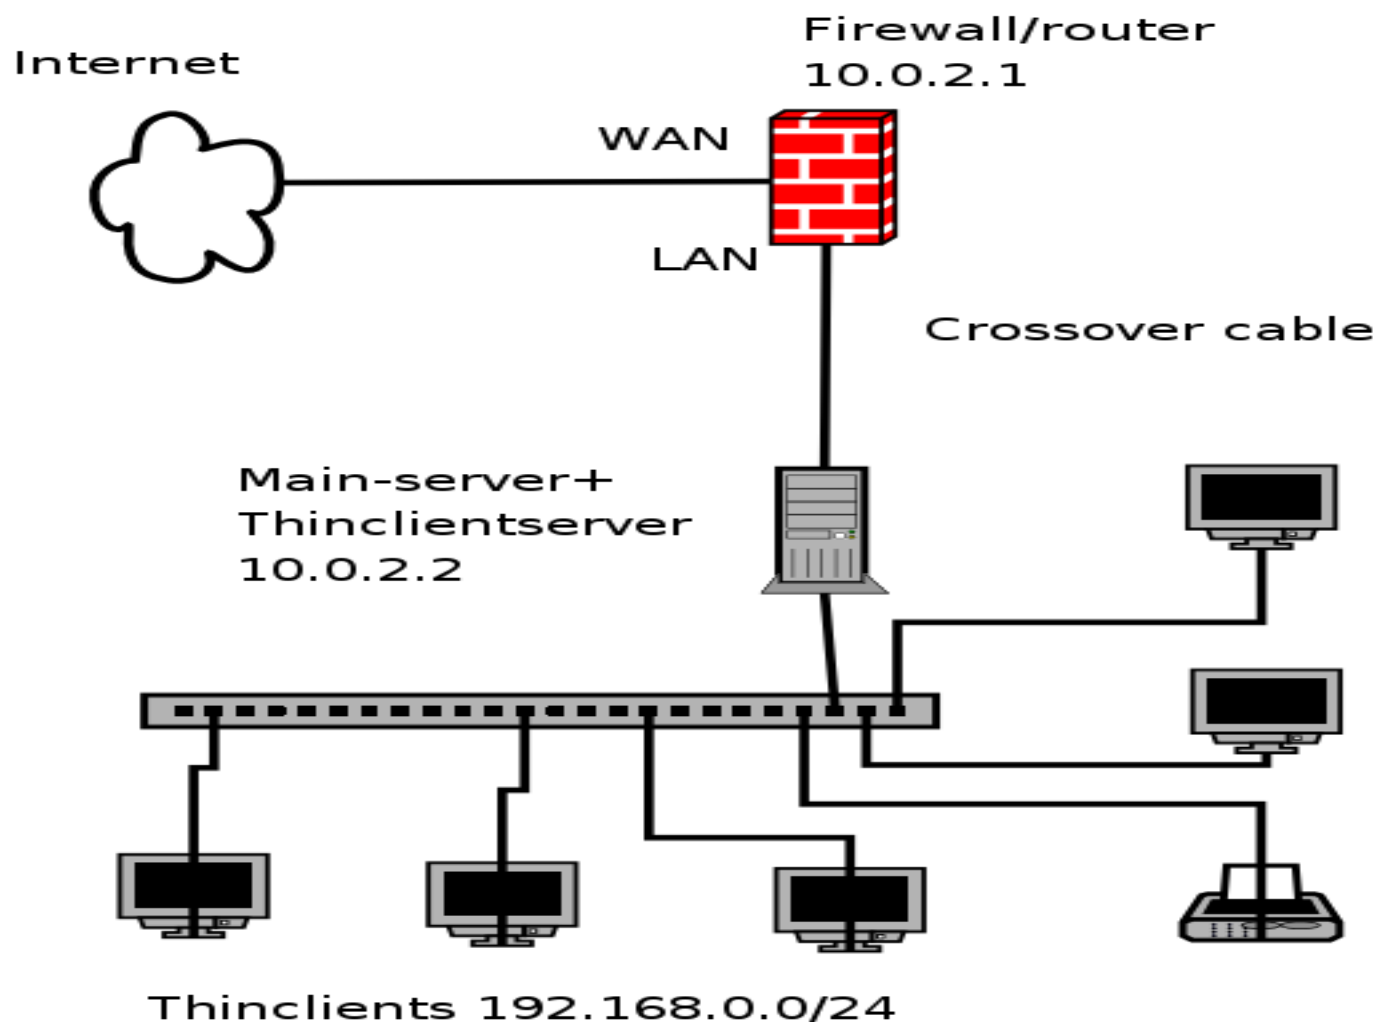 Internet
Firewall/router
10.0.2.1
WAN
LAN
Crossover cable
Main-server+
Thinclientserver
10.0.2.2
Thinclients 192.168.0.0/24